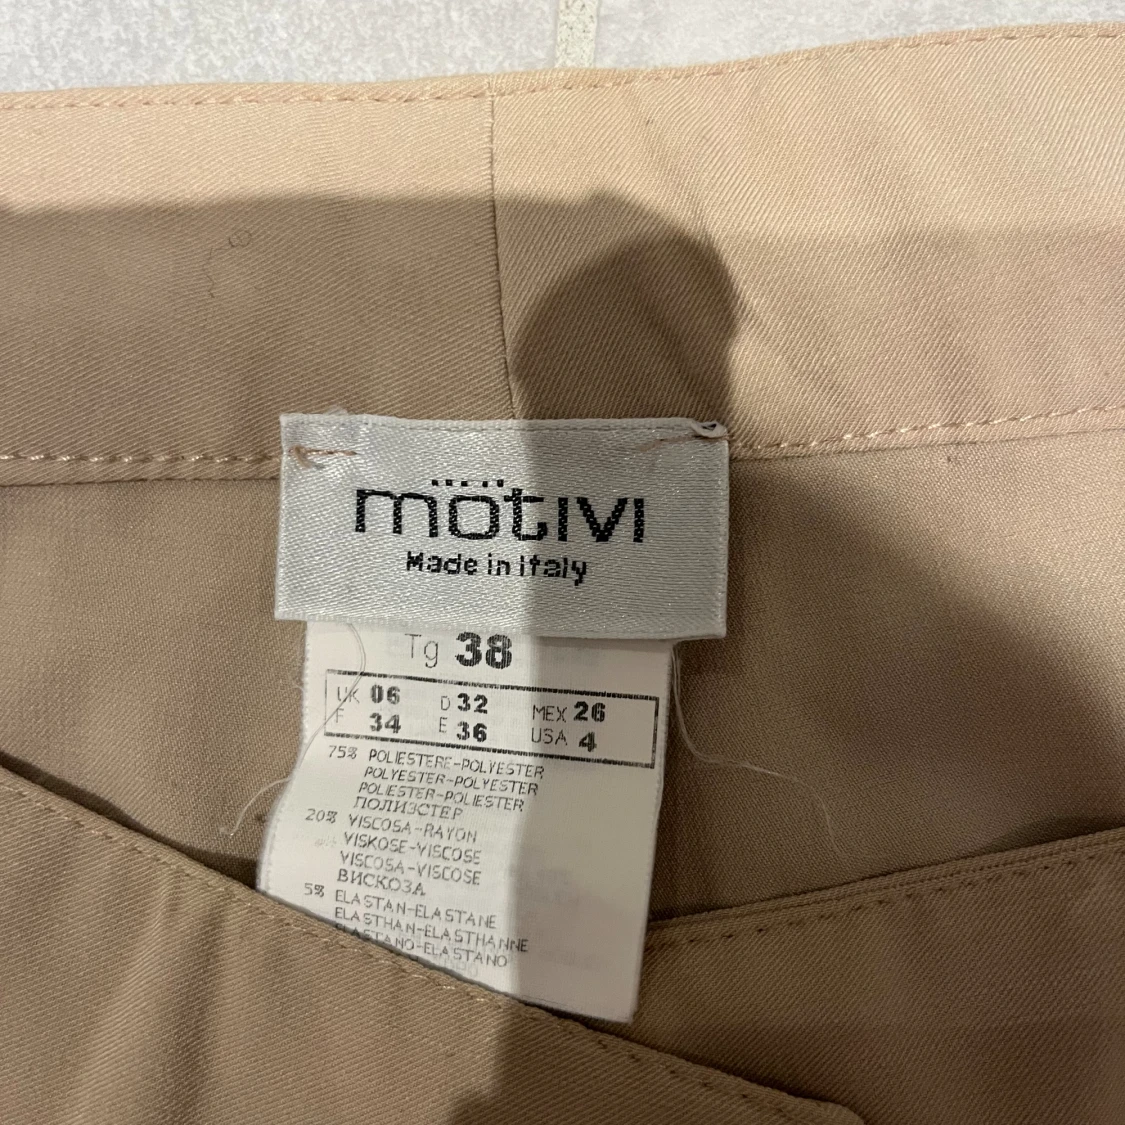 mötivi
Made in Italy
Tg 38
UK 06 D 32 MEX 26
F 34 E 36 USA 4
75% POLIESTERE-POLYESTER
POLYESTER-POLYESTER
POLIESTER-POLIESTER
ПОЛИЗСТЕР
20% VISCOSA-RAYON
VISKOSE-VISCOSE
VISCOSA-VISCOSE
ВИСКОЗА
5% ELASTAN-ELASTANE
ELASTHAN-ELASTHANNE
ELASTANO-ELASTANO